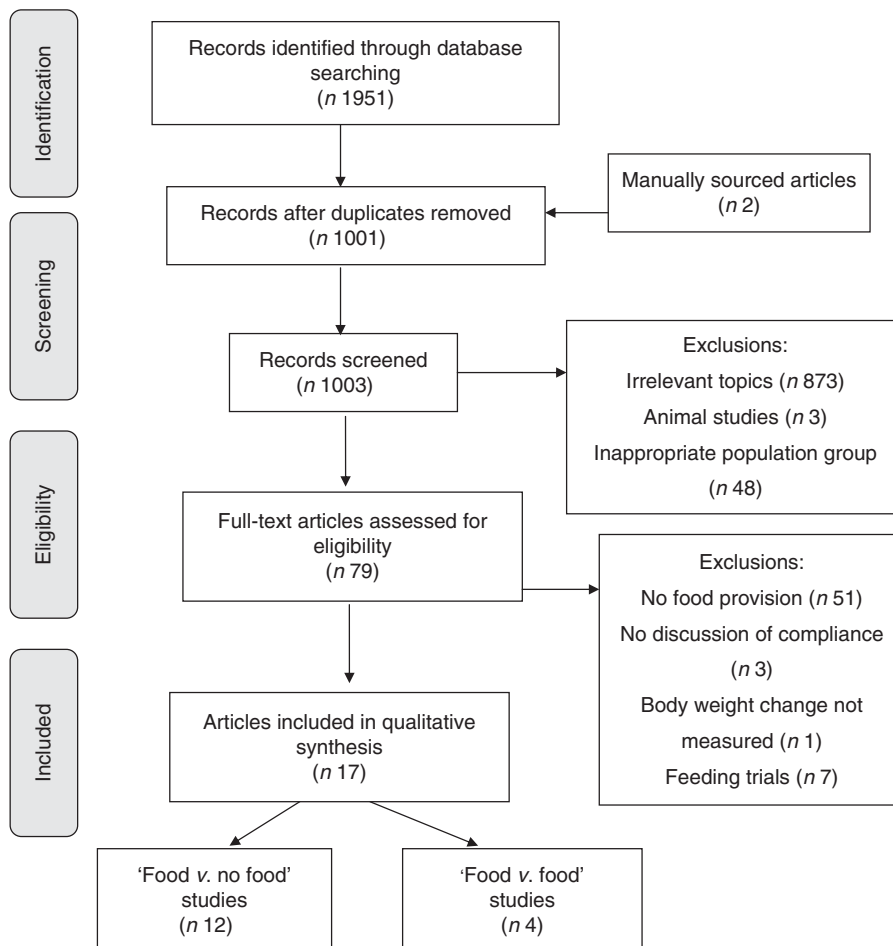 Identification
Records identified through database
searching
(n 1951)
Manually sourced articles
(n 2)
Records after duplicates removed
(n 1001)
Screening
Records screened
(n 1003)
Exclusions:
Irrelevant topics (n 873)
Animal studies (n 3)
Inappropriate population group
(n 48)
Eligibility
Full-text articles assessed for
eligibility
(n 79)
Exclusions:
No food provision (n 51)
No discussion of compliance
(n 3)
Body weight change not
measured (n 1)
Feeding trials (n 7)
Included
Articles included in qualitative
synthesis
(n 17)
‘Food v. no food’
studies
(n 12)
‘Food v. food’
studies
(n 4)